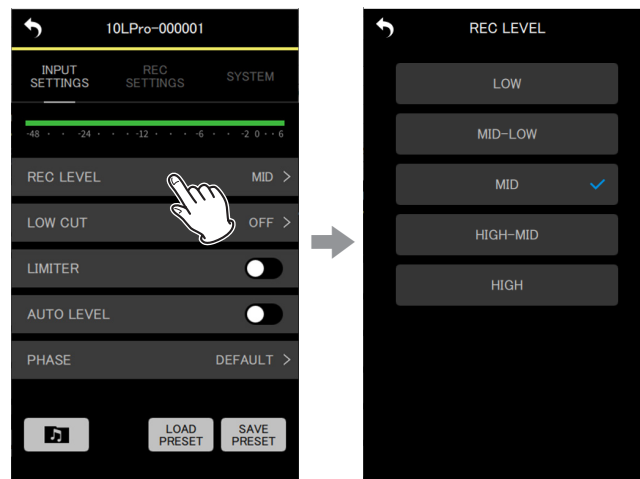 10LPro-000001
INPUT SETTINGS
REC SETTINGS
SYSTEM
-48 · · -24 · · · -12 · · · · -6 · · -2 0 · · 6
REC LEVEL MID >
LOW CUT OFF >
LIMITER
AUTO LEVEL
PHASE DEFAULT >
LOAD PRESET
SAVE PRESET
REC LEVEL
LOW
MID-LOW
MID
HIGH-MID
HIGH